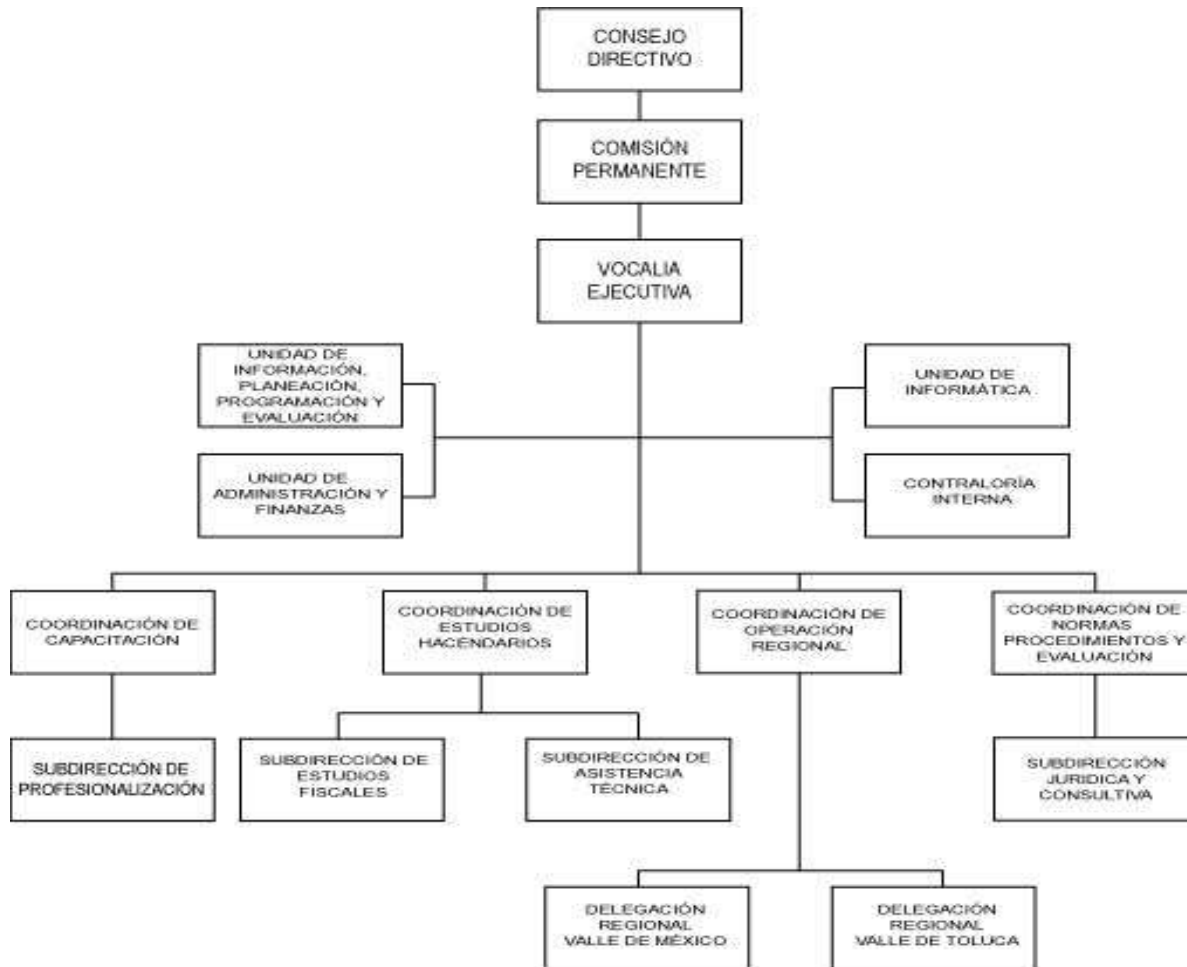 CONSEJO
DIRECTIVO
COMISIÓN
PERMANENTE
VOCALIA
EJECUTIVA
UNIDAD DE
INFORMACIÓN,
PLANEACIÓN,
PROGRAMACIÓN Y
EVALUACIÓN
UNIDAD DE
INFORMÁTICA
UNIDAD DE
ADMINISTRACIÓN Y
FINANZAS
CONTRALORÍA
INTERNA
COORDINACIÓN DE
CAPACITACIÓN
COORDINACIÓN DE
ESTUDIOS
HACENDARIOS
COORDINACIÓN DE
OPERACIÓN
REGIONAL
COORDINACIÓN DE
NORMAS
PROCEDIMIENTOS Y
EVALUACIÓN
SUBDIRECCIÓN DE
PROFESIONALIZACIÓN
SUBDIRECCIÓN DE
ESTUDIOS
FISCALES
SUBDIRECCIÓN DE
ASISTENCIA
TÉCNICA
SUBDIRECCIÓN
JURIDICA Y
CONSULTIVA
DELEGACIÓN
REGIONAL
VALLE DE MÉXICO
DELEGACIÓN
REGIONAL
VALLE DE TOLUCA